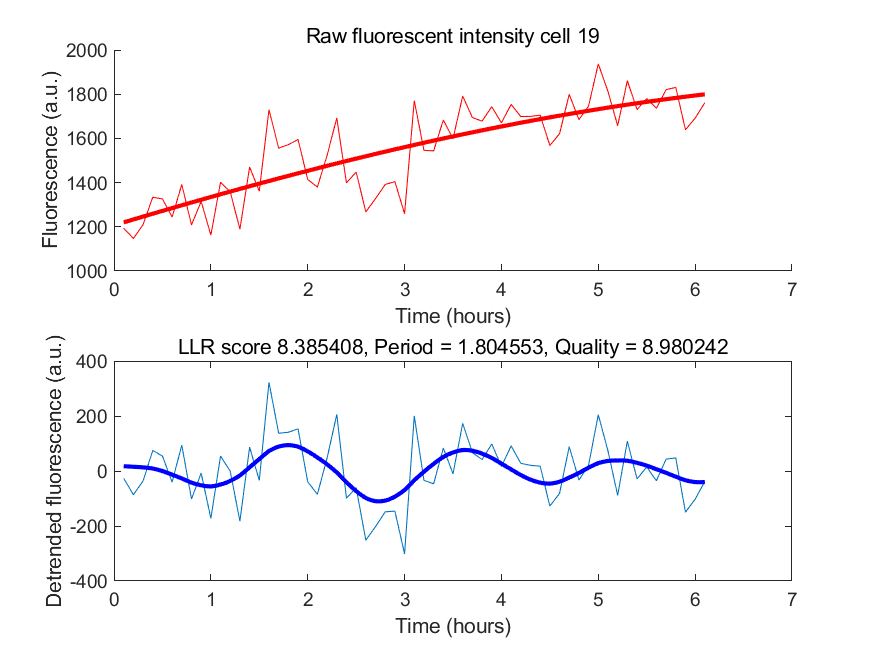 Raw fluorescent intensity cell 19
2000
1800
1600
1400
1200
1000
Fluorescence (a.u.)
0 1 2 3 4 5 6 7
Time (hours)
LLR score 8.385408, Period = 1.804553, Quality = 8.980242
400
200
0
-200
-400
Detrended fluorescence (a.u.)
0 1 2 3 4 5 6 7
Time (hours)